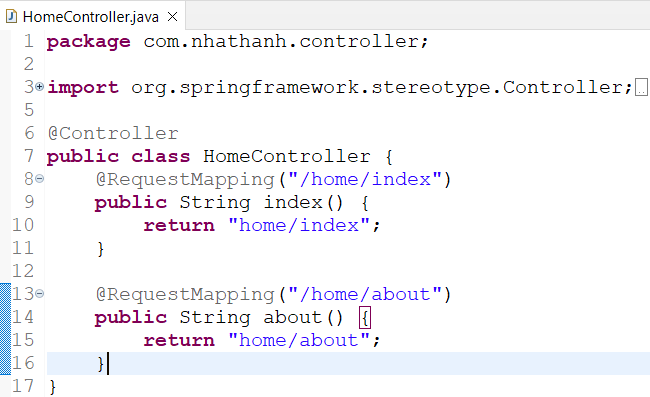 HomeController.java
1 package com.nhathanh.controller;
2
3 import org.springframework.stereotype.Controller;
5
6 @Controller
7 public class HomeController {
8 @RequestMapping("/home/index")
9 public String index() {
10 return "home/index";
11 }
12
13 @RequestMapping("/home/about")
14 public String about() {
15 return "home/about";
16 }
17 }